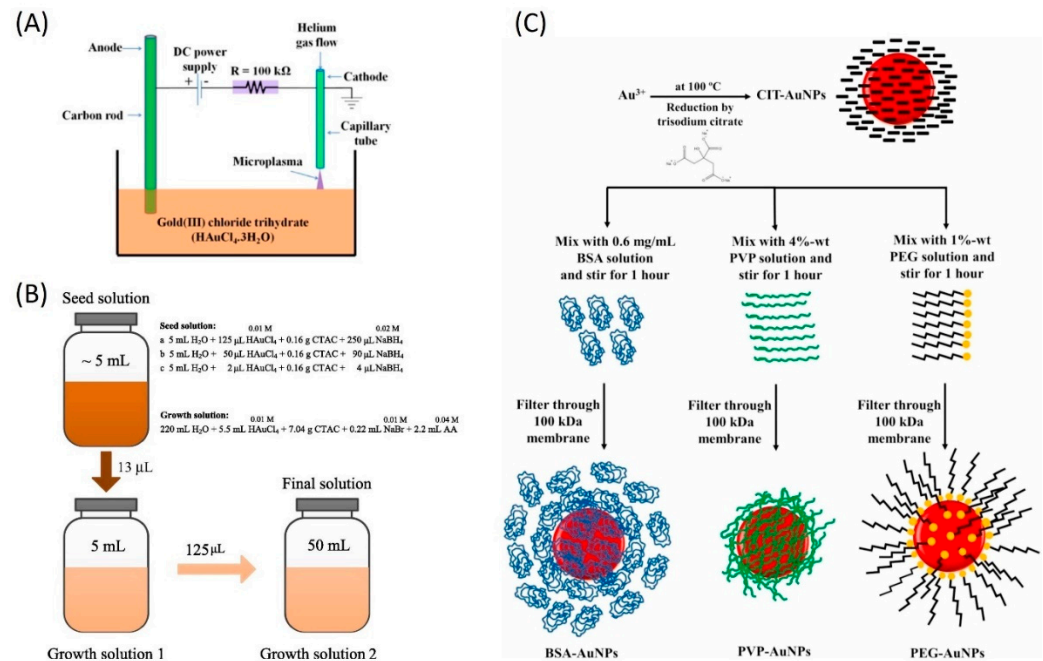 (A)
Anode
DC power
supply
+ -
R = 100 kΩ
Helium
gas flow
Cathode
Carbon rod
Capillary
tube
Microplasma
Gold(III) chloride trihydrate
(HAuCl₄.3H₂O)
(B)
Seed solution
~ 5 mL
Seed solution:
0.01 M 0.02 M
a 5 mL H₂O + 125 µL HAuCl₄ + 0.16 g CTAC + 250 µL NaBH₄
b 5 mL H₂O + 50 µL HAuCl₄ + 0.16 g CTAC + 90 µL NaBH₄
c 5 mL H₂O + 2 µL HAuCl₄ + 0.16 g CTAC + 4 µL NaBH₄
Growth solution:
0.01 M 0.01 M 0.04 M
220 mL H₂O + 5.5 mL HAuCl₄ + 7.04 g CTAC + 0.22 mL NaBr + 2.2 mL AA
13 µL
Final solution
5 mL
125 µL
50 mL
Growth solution 1
Growth solution 2
(C)
Au³⁺
at 100 °C
Reduction by
trisodium citrate
CIT-AuNPs
Mix with 0.6 mg/mL
BSA solution
and stir for 1 hour
Mix with 4%-wt
PVP solution and
stir for 1 hour
Mix with 1%-wt
PEG solution and
stir for 1 hour
Filter through
100 kDa
membrane
Filter through
100 kDa
membrane
Filter through
100 kDa
membrane
BSA-AuNPs
PVP-AuNPs
PEG-AuNPs